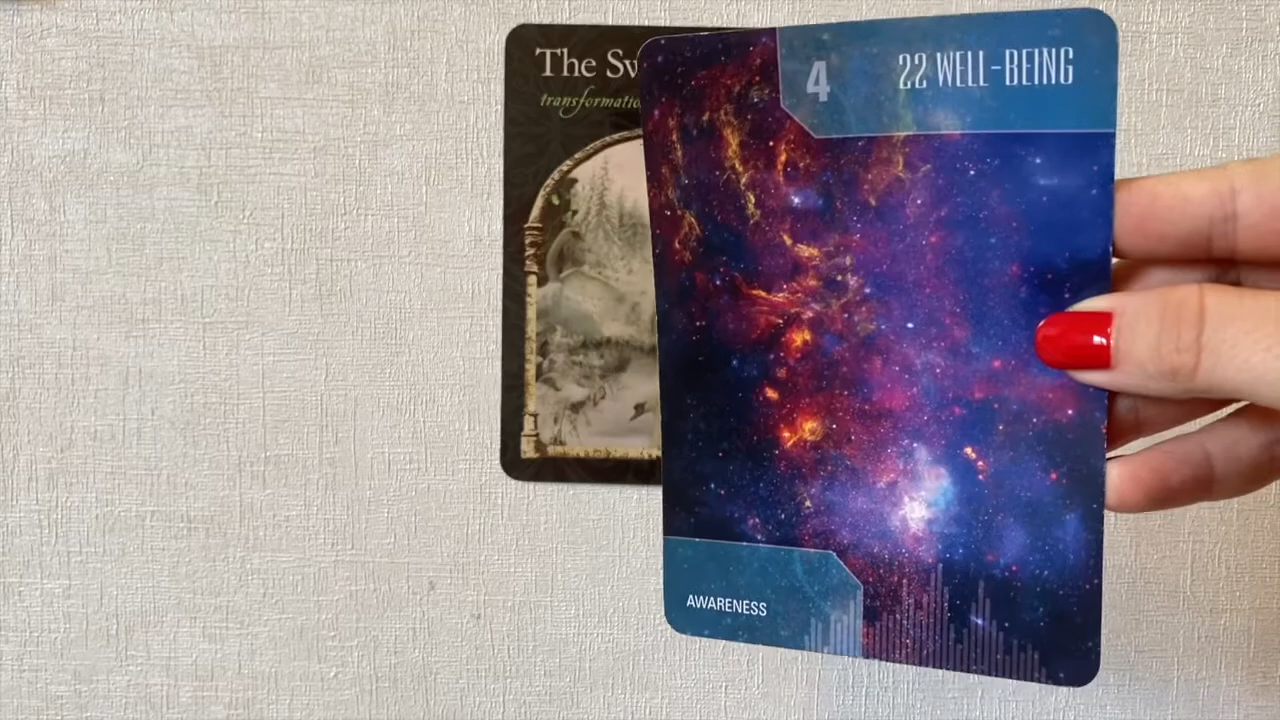 The Sw
transformatio
4
22 WELL-BEING
AWARENESS